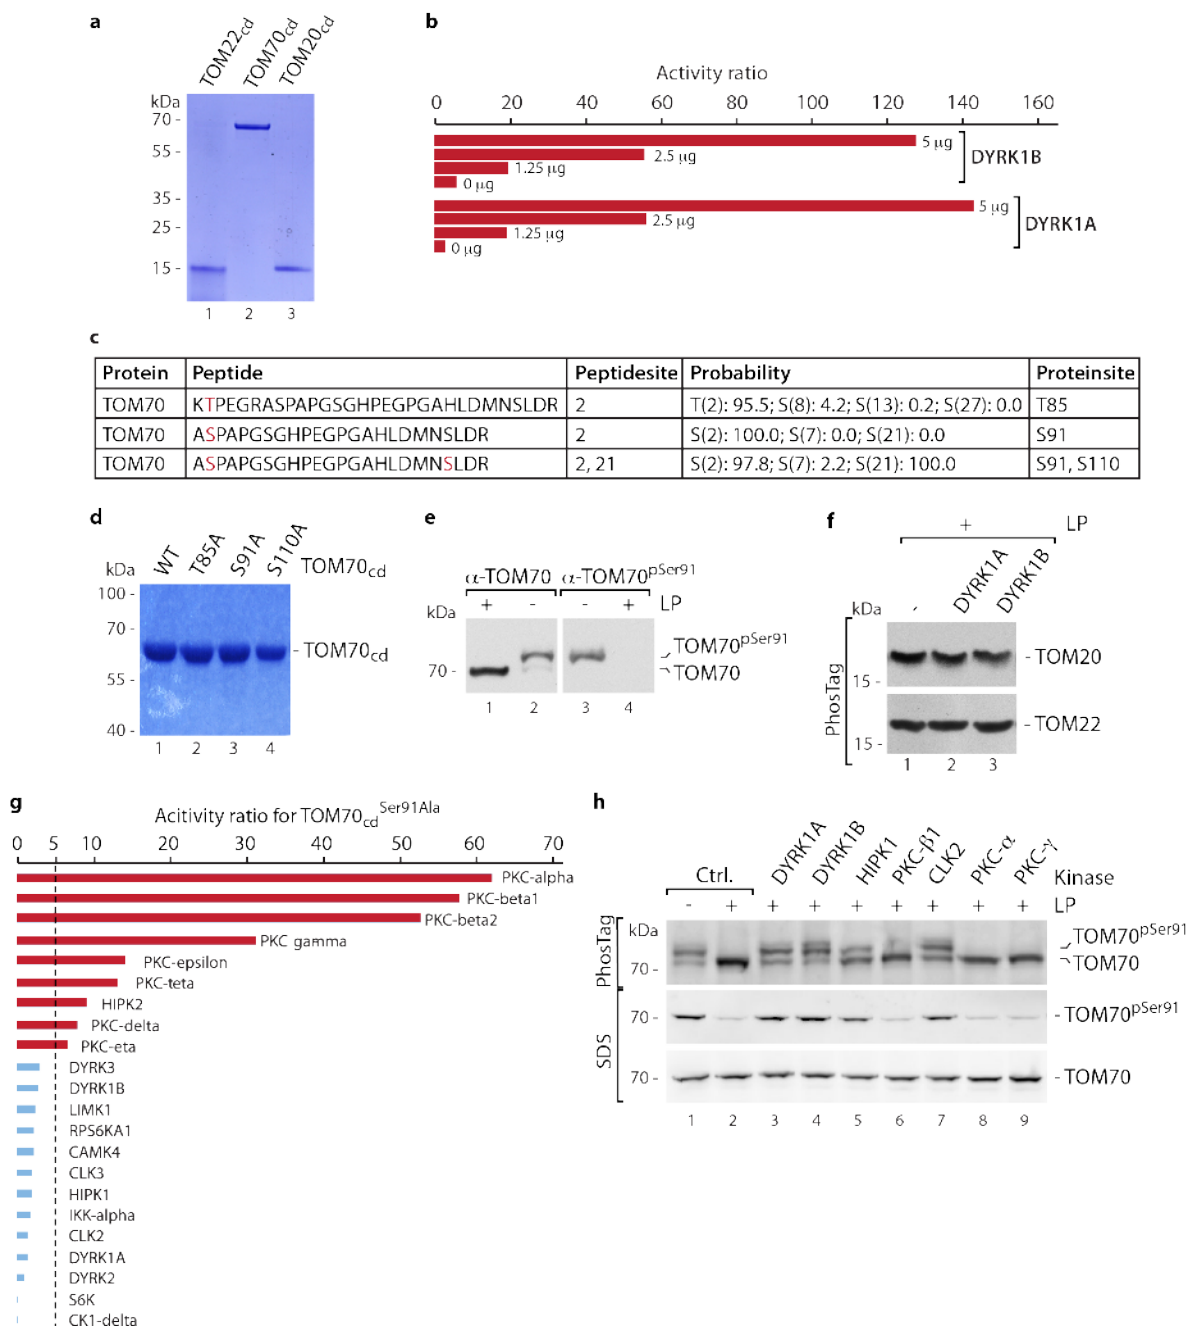 a
TOM22cd
TOM70cd
TOM20cd
kDa
70 -
55 -
35 -
25 -
15 -
1 2 3
b
Activity ratio
0 20 40 60 80 100 120 140 160
5 µg
2.5 µg
1.25 µg
0 µg
DYRK1B
5 µg
2.5 µg
1.25 µg
0 µg
DYRK1A
c
Protein Peptide Peptidesite Probability Proteinsite
TOM70 KTPEGRASPAPGSGHPEGPGAHLDMNSLDR 2 T(2): 95.5; S(8): 4.2; S(13): 0.2; S(27): 0.0 T85
TOM70 ASPAPGSGHPEGPGAHLDMNSLDR 2 S(2): 100.0; S(7): 0.0; S(21): 0.0 S91
TOM70 ASPAPGSGHPEGPGAHLDMNSLDR 2, 21 S(2): 97.8; S(7): 2.2; S(21): 100.0 S91, S110
d
WT T85A S91A S110A TOM70cd
kDa
100 -
70 -
55 -
40 -
- TOM70cd
1 2 3 4
e
α-TOM70 α-TOM70pSer91
+ - - + LP
kDa
70 -
TOM70pSer91
TOM70
1 2 3 4
f
+ LP
- DYRK1A DYRK1B
kDa
PhosTag
15 -
- TOM20
15 -
- TOM22
1 2 3
g
Acitivity ratio for TOM70cdSer91Ala
0 5 10 20 30 40 50 60 70
PKC-alpha
PKC-beta1
PKC-beta2
PKC gamma
PKC-epsilon
PKC-teta
HIPK2
PKC-delta
PKC-eta
DYRK3
DYRK1B
LIMK1
RPS6KA1
CAMK4
CLK3
HIPK1
IKK-alpha
CLK2
DYRK1A
DYRK2
S6K
CK1-delta
h
Ctrl. DYRK1A DYRK1B HIPK1 PKC-β1 CLK2 PKC-α PKC-γ Kinase
- + + + + + + + + LP
kDa
PhosTag
70 -
TOM70pSer91
TOM70
SDS
70 -
- TOM70pSer91
70 -
- TOM70
1 2 3 4 5 6 7 8 9